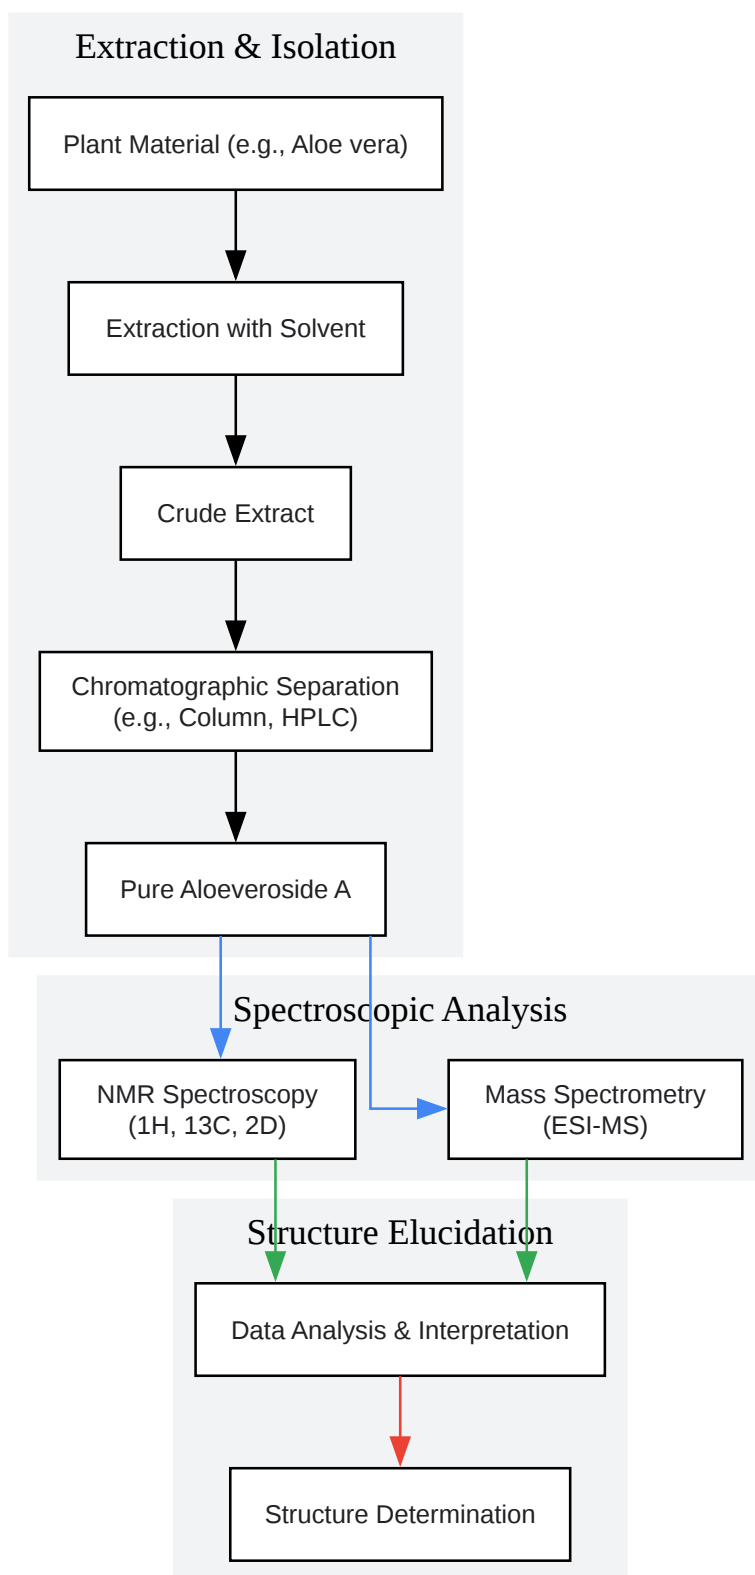 Extraction & Isolation
Plant Material (e.g., Aloe vera)
Extraction with Solvent
Crude Extract
Chromatographic Separation
(e.g., Column, HPLC)
Pure Aloeveroside A
Spectroscopic Analysis
NMR Spectroscopy
(1H, 13C, 2D)
Mass Spectrometry
(ESI-MS)
Structure Elucidation
Data Analysis & Interpretation
Structure Determination